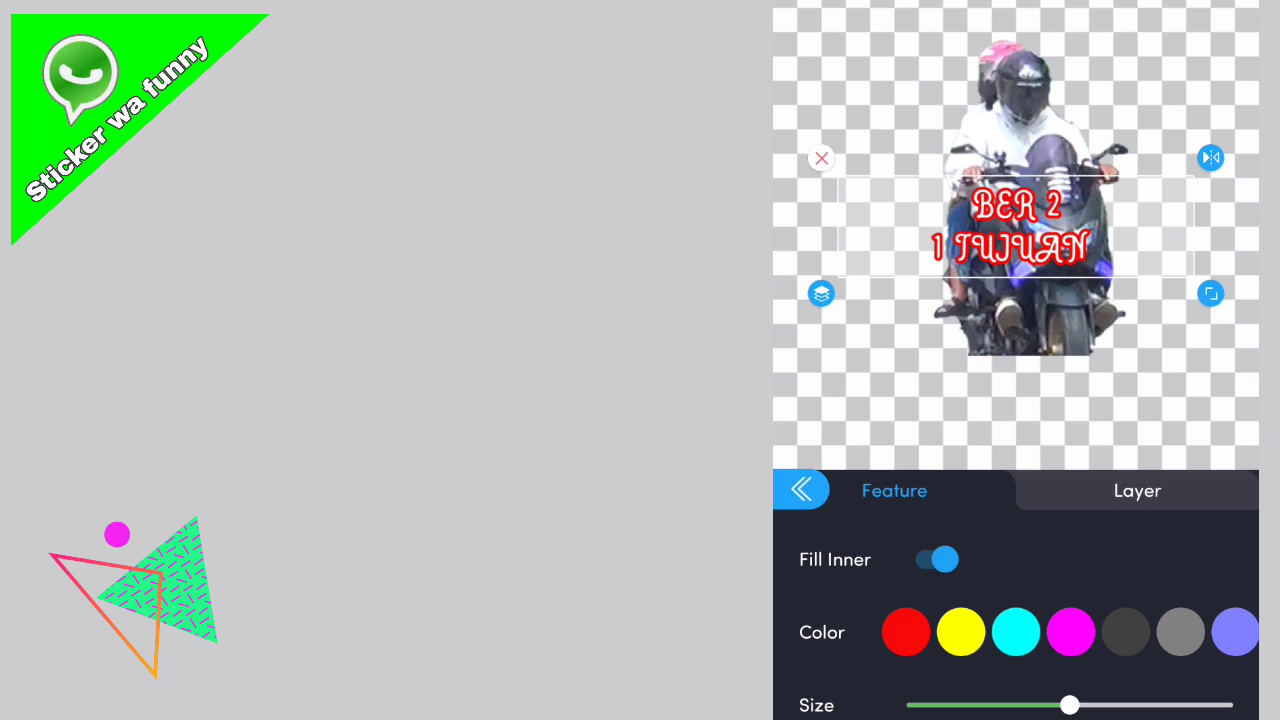 Sticker wa funny
BER 2
1 TUJUAN
Feature
Layer
Fill Inner
Color
Size